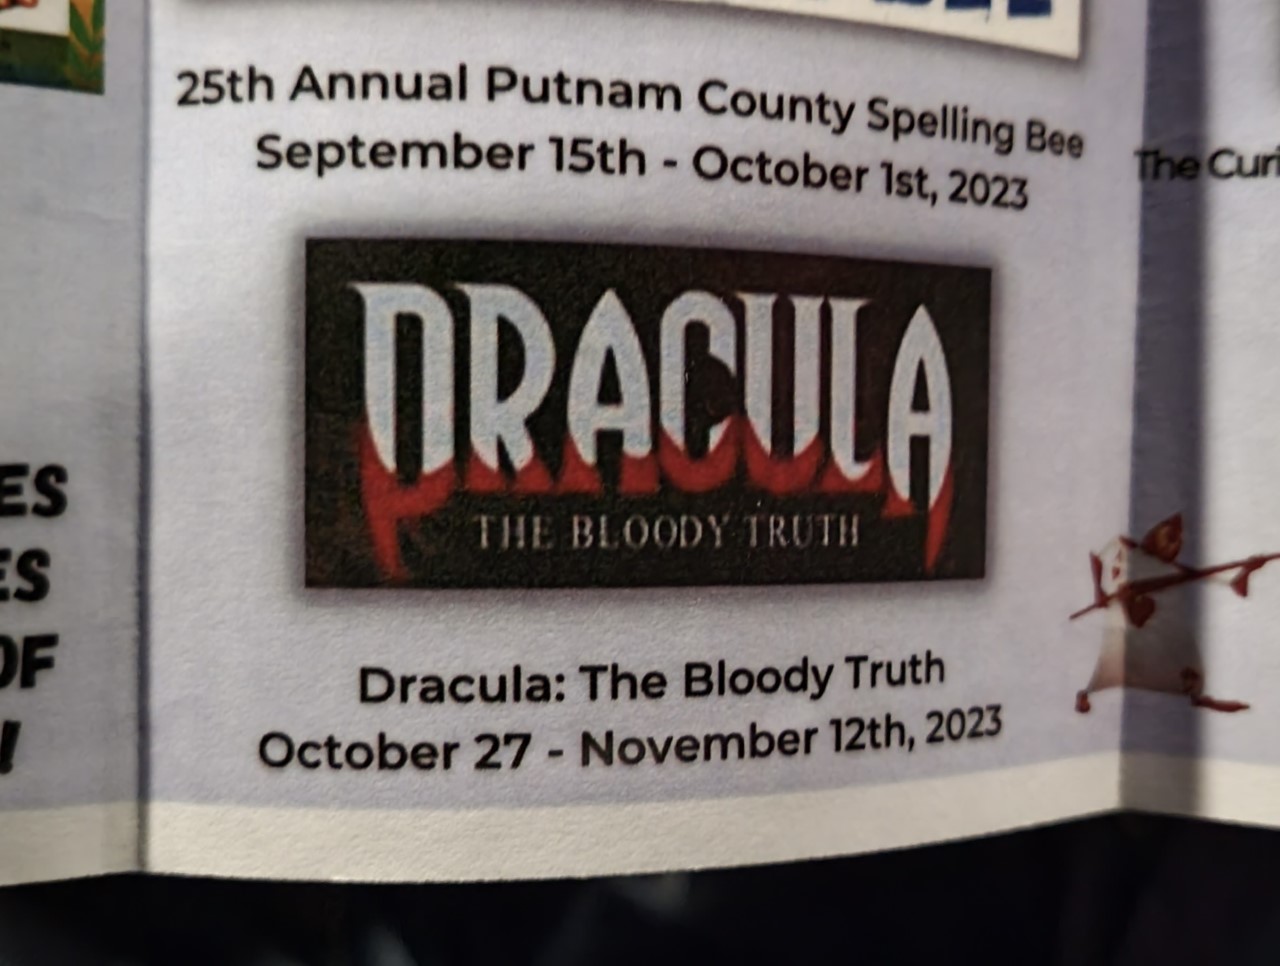 25th Annual Putnam County Spelling Bee
September 15th - October 1st, 2023
DRACULA
THE BLOODY TRUTH
Dracula: The Bloody Truth
October 27 - November 12th, 2023
ES
ES
OF
!
The Curi